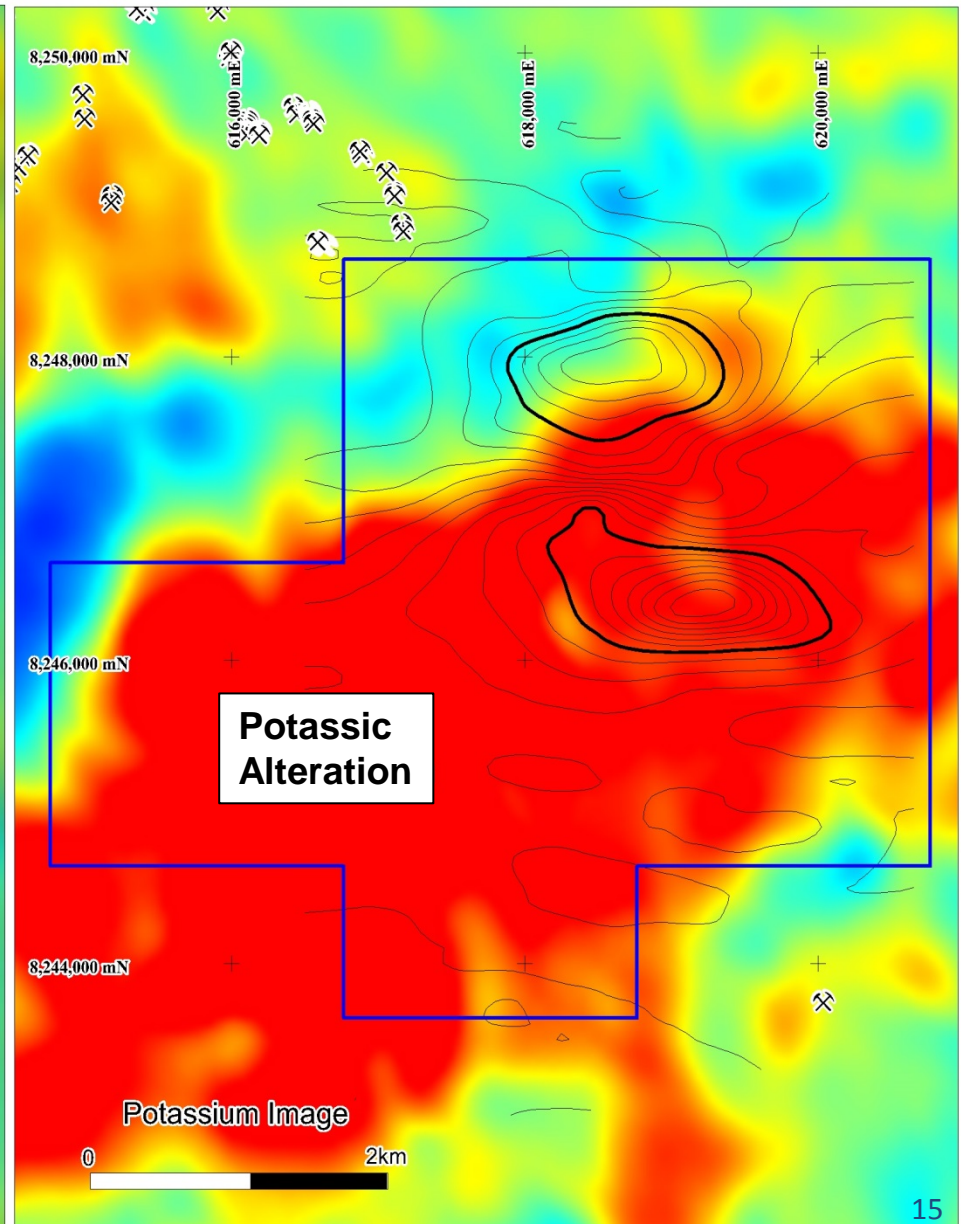 8,250,000 mN
616,000 mE
618,000 mE
620,000 mE
8,248,000 mN
8,246,000 mN
Potassic
Alteration
8,244,000 mN
Potassium Image
0
2km
15